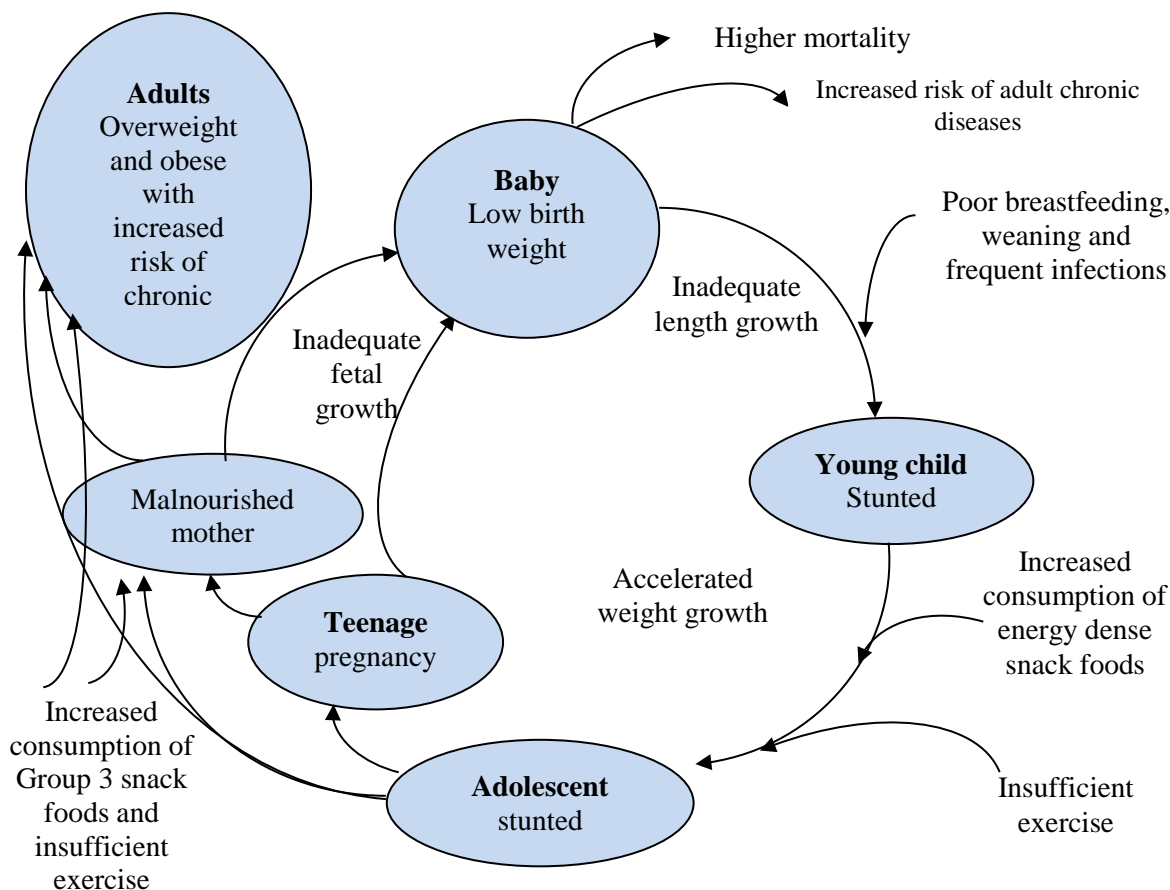 Higher mortality
Adults
Overweight
and obese
with
increased
risk of
chronic
Increased risk of adult chronic
diseases
Baby
Low birth
weight
Poor breastfeeding,
weaning and
frequent infections
Inadequate
length growth
Inadequate
fetal
growth
Young child
Stunted
Malnourished
mother
Accelerated
weight growth
Increased
consumption of
energy dense
snack foods
Teenage
pregnancy
Increased
consumption of
Group 3 snack
foods and
insufficient
exercise
Adolescent
stunted
Insufficient
exercise